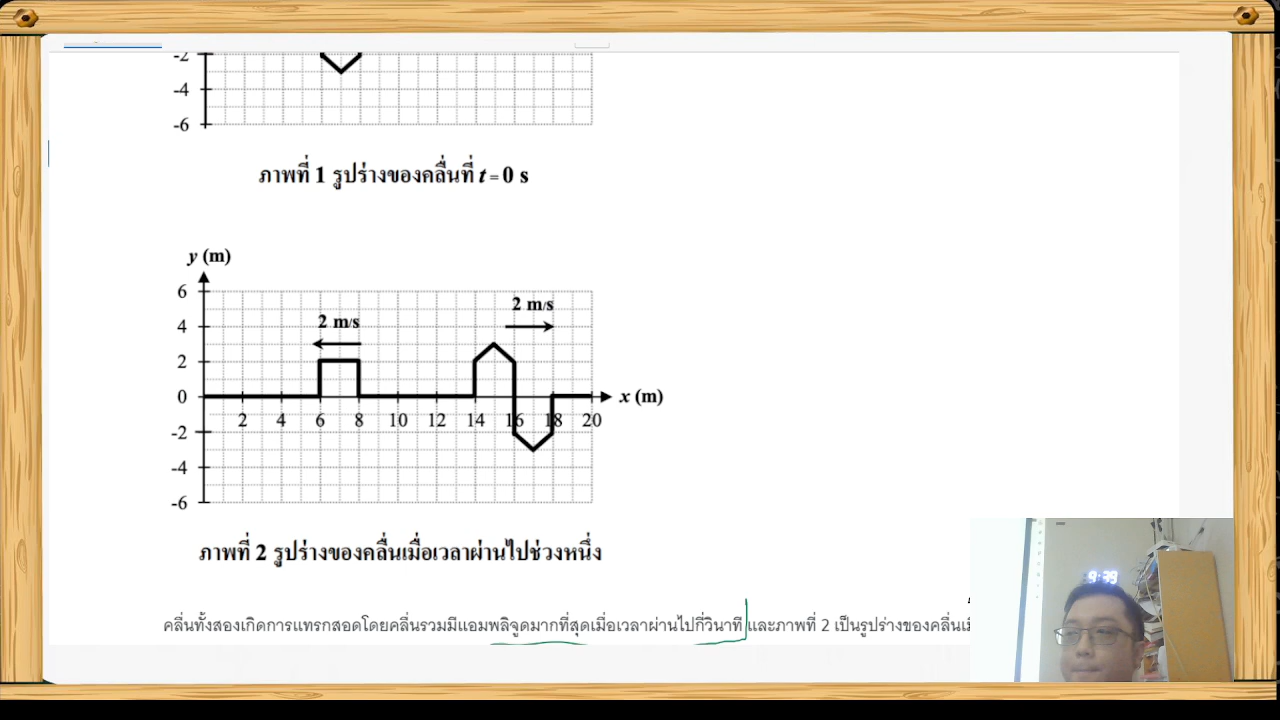 -2
-4
-6
ภาพที่ 1 รูปร่างของคลื่นที่ t = 0 s
y (m)
6
4
2
0
-2
-4
-6
2 m/s
2 m/s
2 4 6 8 10 12 14 16 18 20
x (m)
ภาพที่ 2 รูปร่างของคลื่นเมื่อเวลาผ่านไปช่วงหนึ่ง
คลื่นทั้งสองเกิดการแทรกสอดโดยคลื่นรวมมีแอมพลิจูดมากที่สุดเมื่อเวลาผ่านไปกี่วินาที และภาพที่ 2 เป็นรูปร่างของคลื่น
9:39